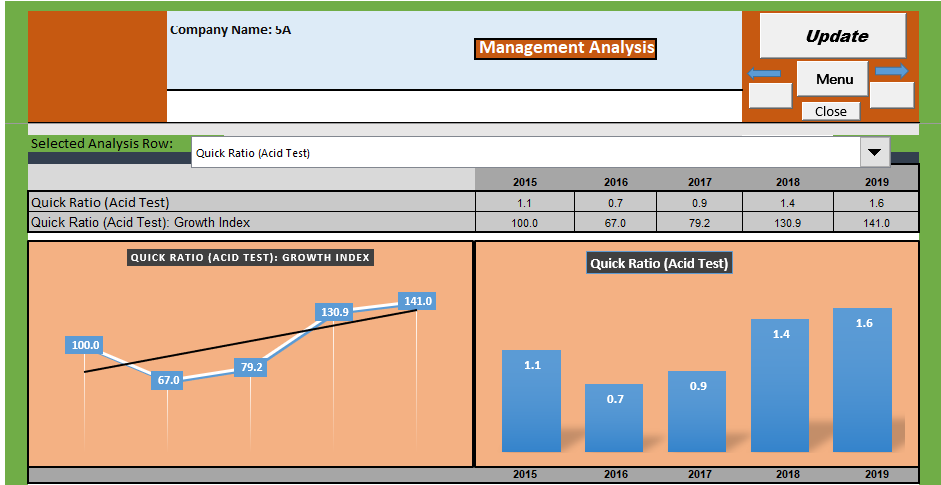 Company Name: 5A
Management Analysis
Update
Menu
Close
Selected Analysis Row:
Quick Ratio (Acid Test)
2015 2016 2017 2018 2019
Quick Ratio (Acid Test) 1.1 0.7 0.9 1.4 1.6
Quick Ratio (Acid Test): Growth Index 100.0 67.0 79.2 130.9 141.0
QUICK RATIO (ACID TEST): GROWTH INDEX
100.0 67.0 79.2 130.9 141.0
Quick Ratio (Acid Test)
1.1 0.7 0.9 1.4 1.6
2015 2016 2017 2018 2019